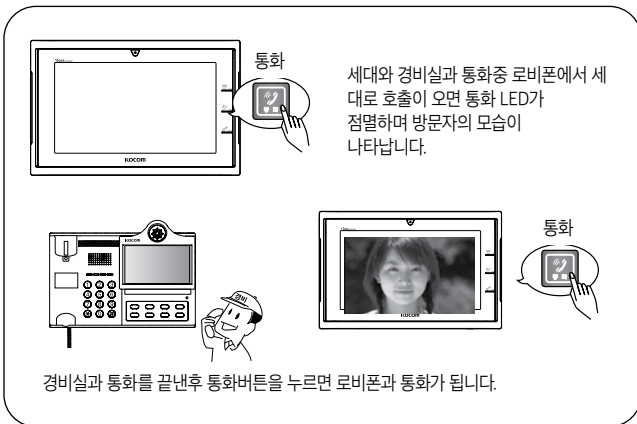 통화
세대와 경비실과 통화중 로비폰에서 세
대로 호출이 오면 통화 LED가
점멸하며 방문자의 모습이
나타납니다.
KOCOM
KOCOM
경비
통화
KOCOM
경비실과 통화를 끝낸후 통화버튼을 누르면 로비폰과 통화가 됩니다.